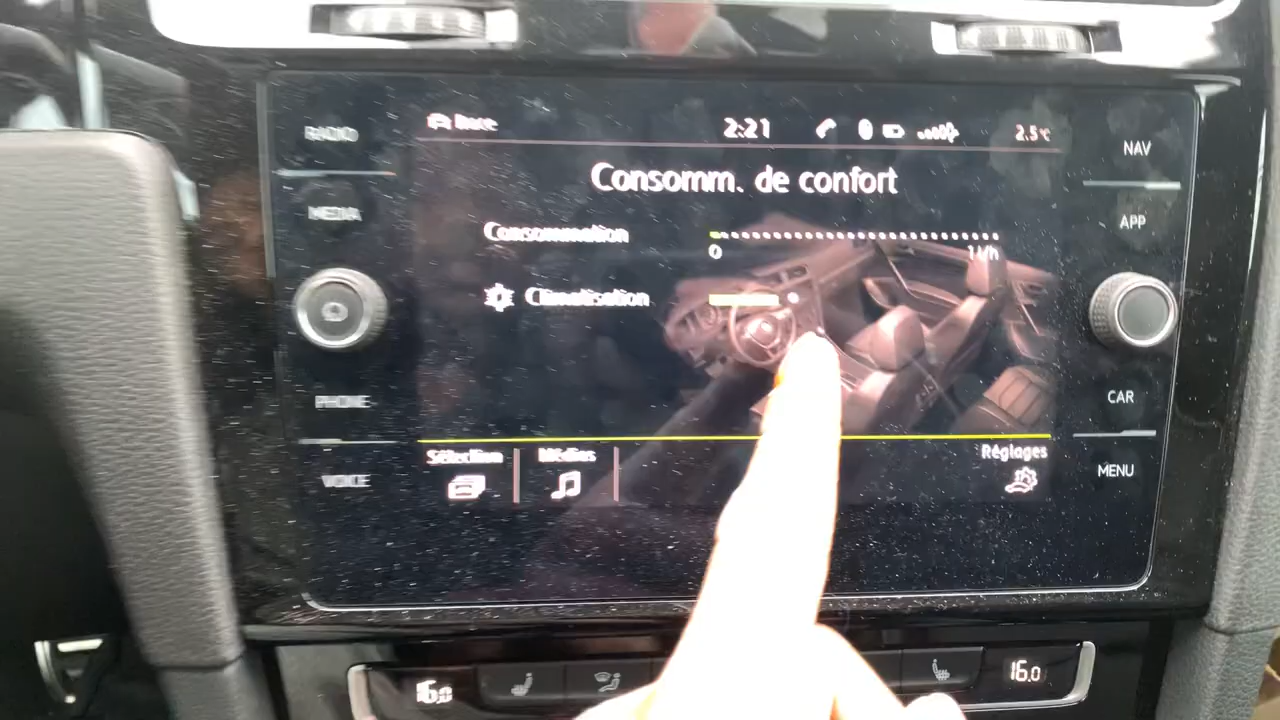 RADIO
MEDIA
PHONE
VOICE
2:21
2.5°C
Consomm. de confort
Consommation
0
1 l/h
Climatisation
Sélection
Médias
Réglages
NAV
APP
CAR
MENU
16.0
16.0